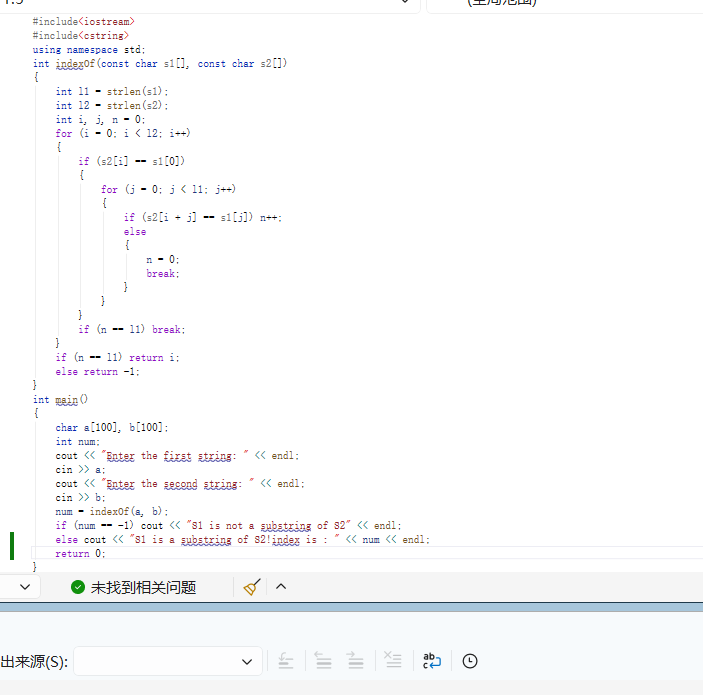 (全局范围)
#include<iostream>
#include<cstring>
using namespace std;
int indexOf(const char s1[], const char s2[])
{
int l1 = strlen(s1);
int l2 = strlen(s2);
int i, j, n = 0;
for (i = 0; i < l2; i++)
{
if (s2[i] == s1[0])
{
for (j = 0; j < l1; j++)
{
if (s2[i + j] == s1[j]) n++;
else
{
n = 0;
break;
}
}
}
if (n == l1) break;
}
if (n == l1) return i;
else return -1;
}
int main()
{
char a[100], b[100];
int num;
cout << "Enter the first string: " << endl;
cin >> a;
cout << "Enter the second string: " << endl;
cin >> b;
num = indexOf(a, b);
if (num == -1) cout << "S1 is not a substring of S2" << endl;
else cout << "S1 is a substring of S2!index is : " << num << endl;
return 0;
}
未找到相关问题
出来源(S):